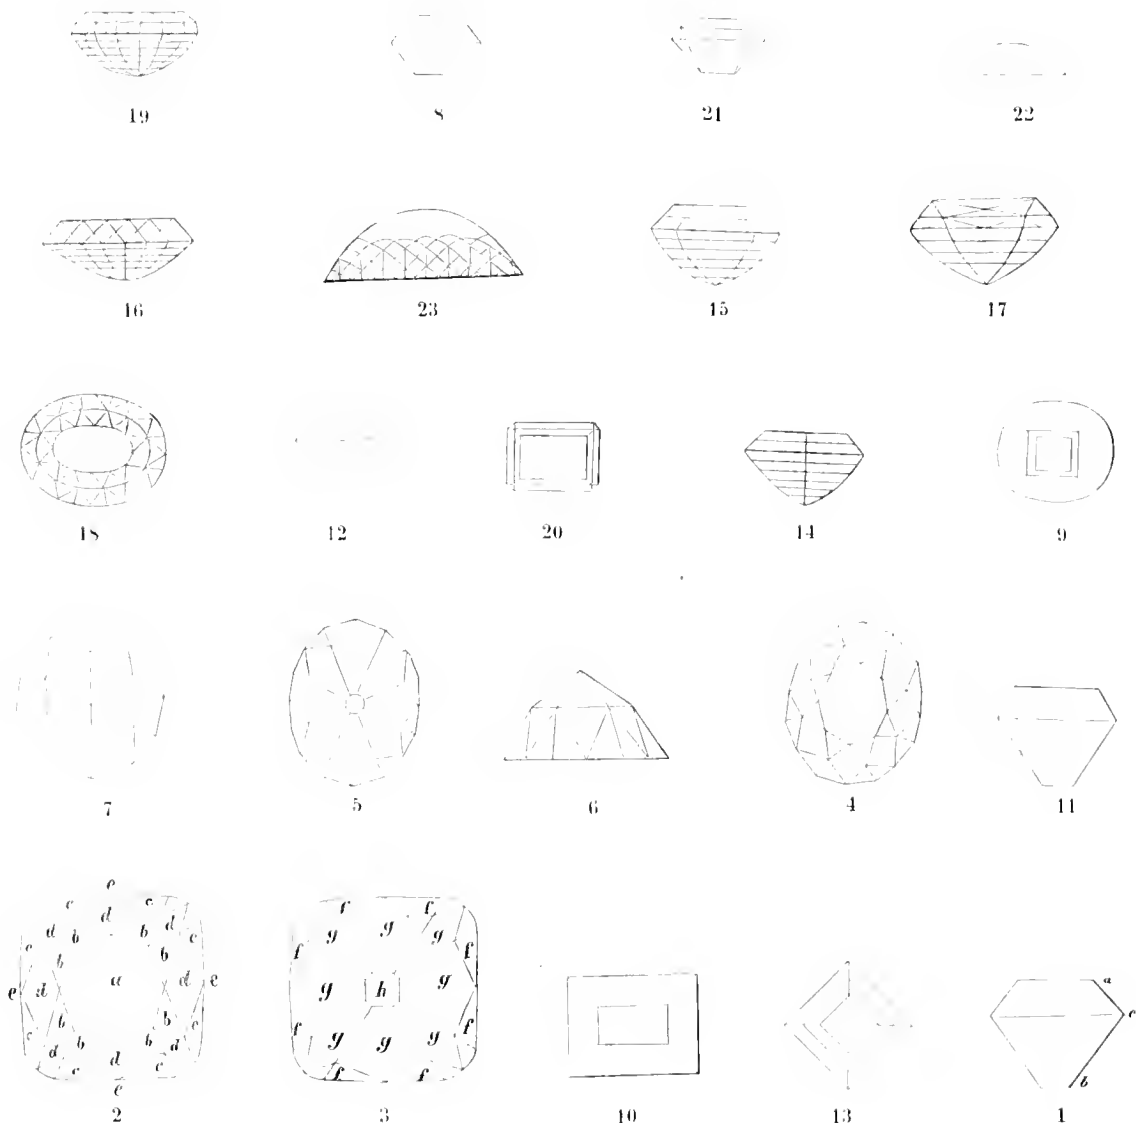 19 8 21 22
16 23 15 17
18 12 20 14 9
7 5 6 4 11
e
c c
d
d b b d
c b b c
e d a d e
c b b c
d b b d
c d c
e
f f
g g g
f f
g h g
f f
g g g
f f
a
c
b
2 3 10 13 1